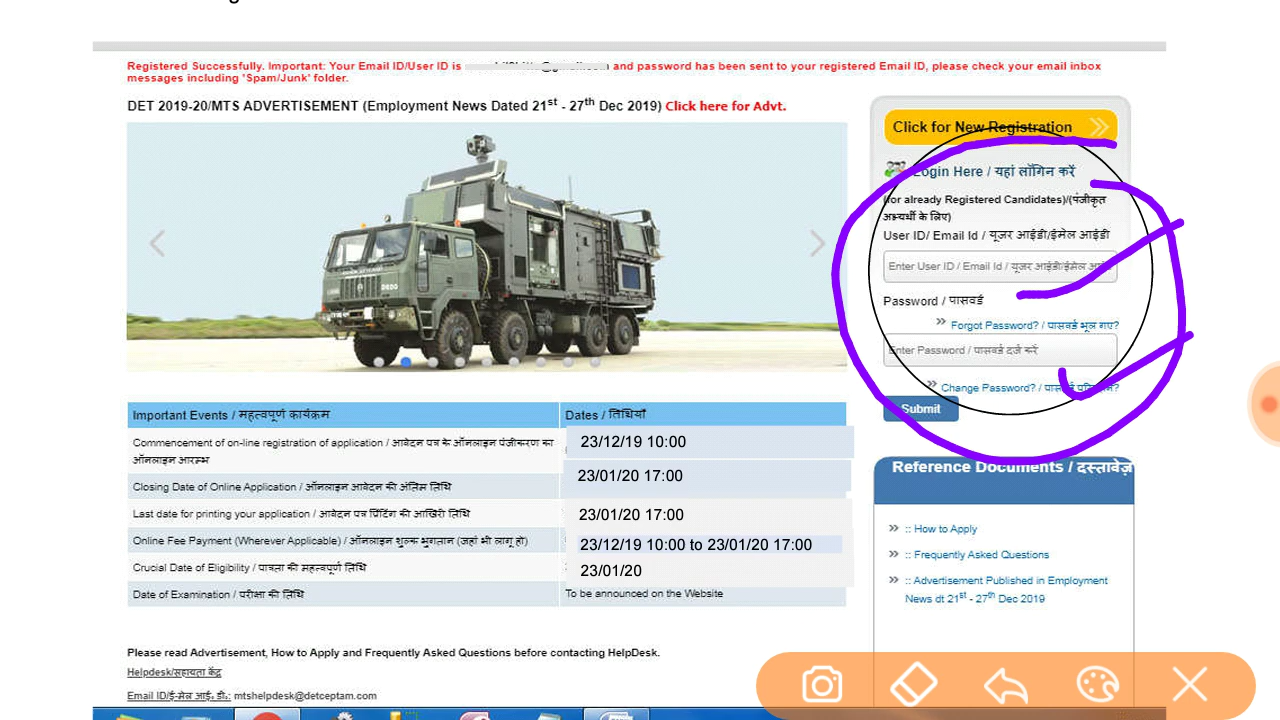 Registered Successfully. Important: Your Email ID/User ID is and password has been sent to your registered Email ID, please check your email inbox
messages including 'Spam/Junk' folder.
DET 2019-20/MTS ADVERTISEMENT (Employment News Dated 21st - 27th Dec 2019) Click here for Advt.
Click for New Registration
Login Here / यहां लॉगिन करें
(for already Registered Candidates)/(पंजीकृत
अभ्यर्थी के लिए)
User ID/ Email Id / यूजर आईडी/ईमेल आईडी
Enter User ID / Email Id / यूजर आईडी/ईमेल
Password / पासवर्ड
Forgot Password? / पासवर्ड भूल गए?
Enter Password / पासवर्ड दर्ज करें
Change Password? /
Submit
Important Events / महत्वपूर्ण कार्यक्रम Dates / तिथियाँ
Commencement of on-line registration of application / आवेदन पत्र के ऑनलाइन पंजीकरण का 23/12/19 10:00
ऑनलाइन आरम्भ
Closing Date of Online Application / ऑनलाइन आवेदन की अंतिम तिथि 23/01/20 17:00
Last date for printing your application / आवेदन पत्र प्रिंटिंग की आखिरी तिथि 23/01/20 17:00
Online Fee Payment (Wherever Applicable) / ऑनलाइन शुल्क भुगतान (जहां भी लागू हो) 23/12/19 10:00 to 23/01/20 17:00
Crucial Date of Eligibility / पात्रता की महत्वपूर्ण तिथि 23/01/20
Date of Examination / परीक्षा की तिथि To be announced on the Website
Reference Documents / दस्तावेज़
:: How to Apply
:: Frequently Asked Questions
:: Advertisement Published in Employment
News dt 21st - 27th Dec 2019
Please read Advertisement, How to Apply and Frequently Asked Questions before contacting HelpDesk.
Helpdesk/सहायता केंद्र
Email ID/ई-मेल आई. डी.: mtshelpdesk@detceptam.com